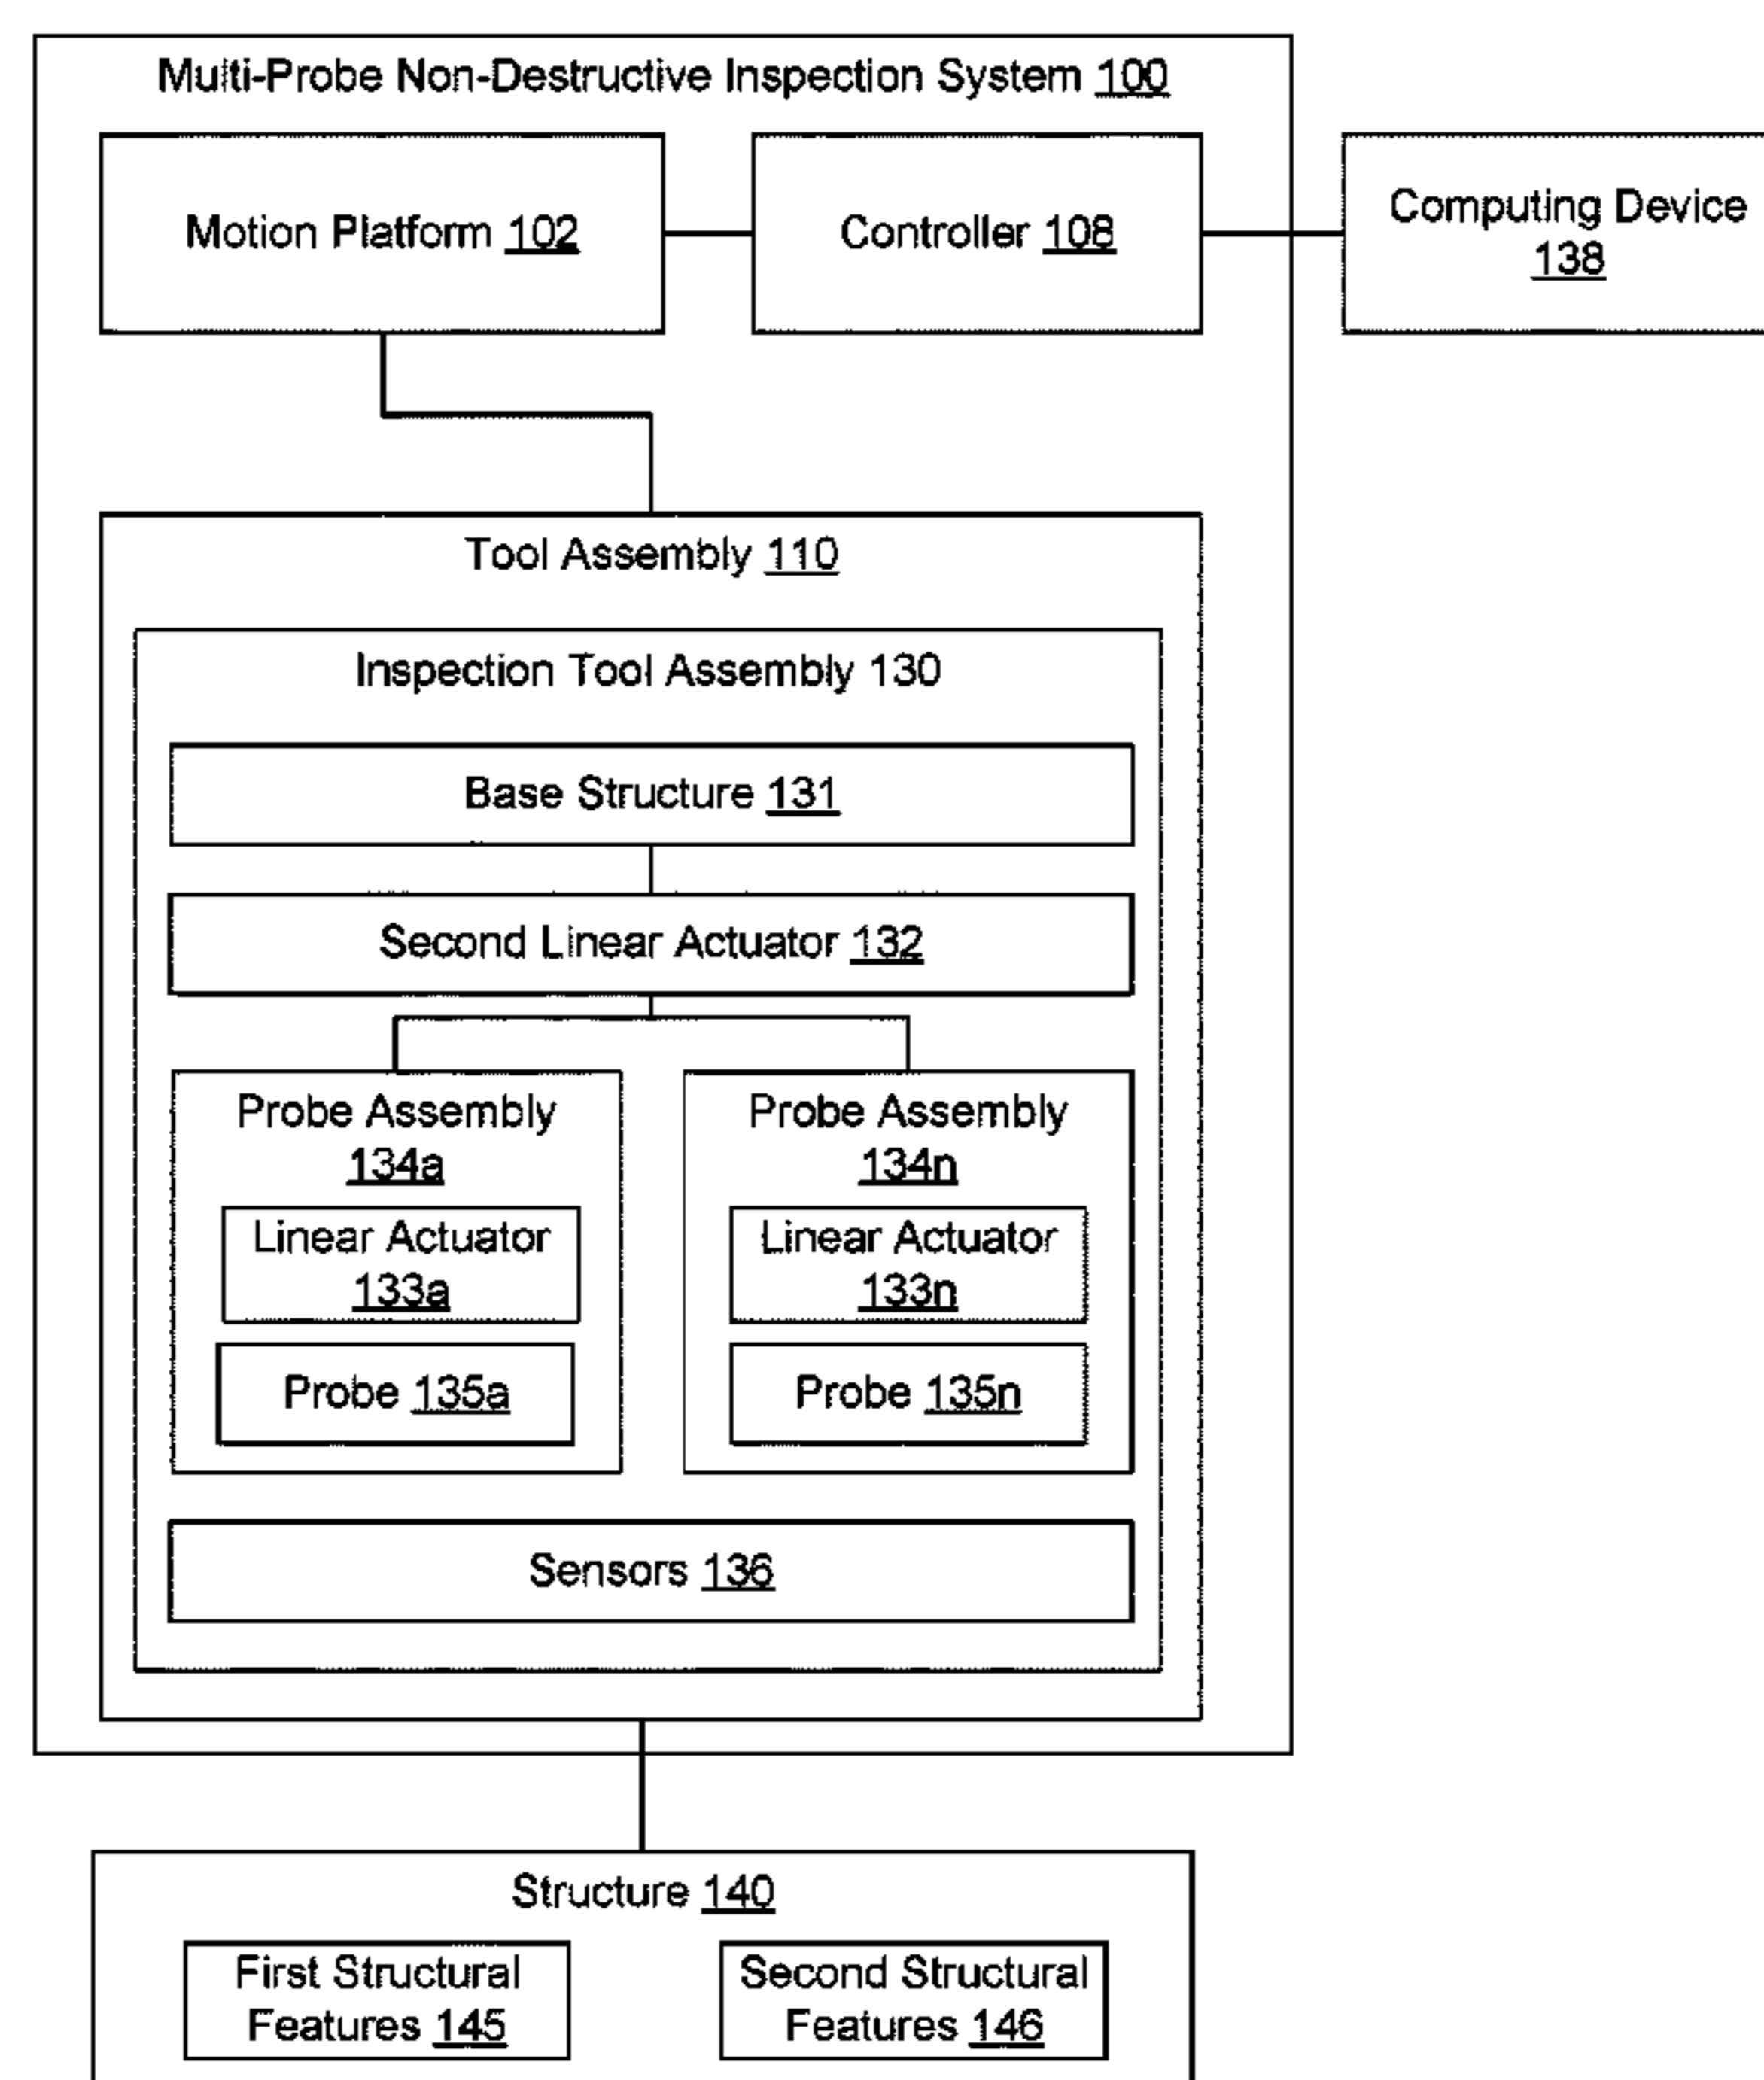 Multi-Probe Non-Destructive Inspection System 100
Motion Platform 102
Controller 108
Computing Device
138
Tool Assembly 110
Inspection Tool Assembly 130
Base Structure 131
Second Linear Actuator 132
Probe Assembly
134a
Linear Actuator
133a
Probe 135a
Probe Assembly
134n
Linear Actuator
133n
Probe 135n
Sensors 136
Structure 140
First Structural
Features 145
Second Structural
Features 146